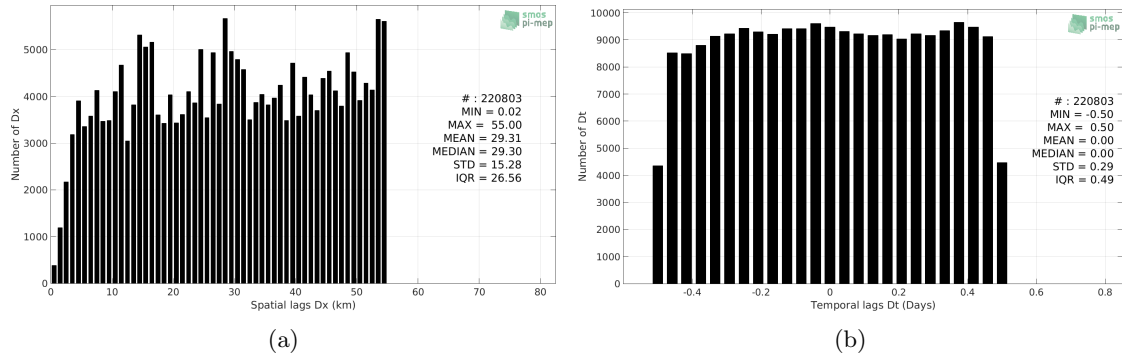 smos
pi-mep
Number of Dx
5000
4000
3000
2000
1000
0
# : 220803
MIN = 0.02
MAX = 55.00
MEAN = 29.31
MEDIAN = 29.30
STD = 15.28
IQR = 26.56
0 10 20 30 40 50 60 70 80
Spatial lags Dx (km)
(a)
smos
pi-mep
Number of Dt
10000
9000
8000
7000
6000
5000
4000
3000
2000
1000
0
# : 220803
MIN = -0.50
MAX = 0.50
MEAN = 0.00
MEDIAN = 0.00
STD = 0.29
IQR = 0.49
-0.4 -0.2 0 0.2 0.4 0.6 0.8
Temporal lags Dt (Days)
(b)